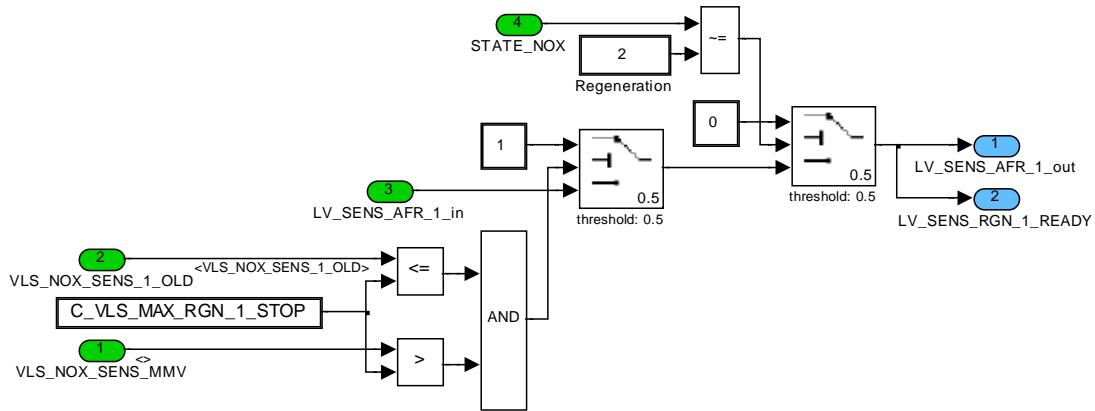 4
STATE_NOX
~=
2
Regeneration
0
1
0.5
threshold: 0.5
1
LV_SENS_AFR_1_out
3
LV_SENS_AFR_1_in
0.5
threshold: 0.5
2
LV_SENS_RGN_1_READY
2
<VLS_NOX_SENS_1_OLD>
VLS_NOX_SENS_1_OLD
<=
C_VLS_MAX_RGN_1_STOP
AND
1
<>
VLS_NOX_SENS_MMV
>